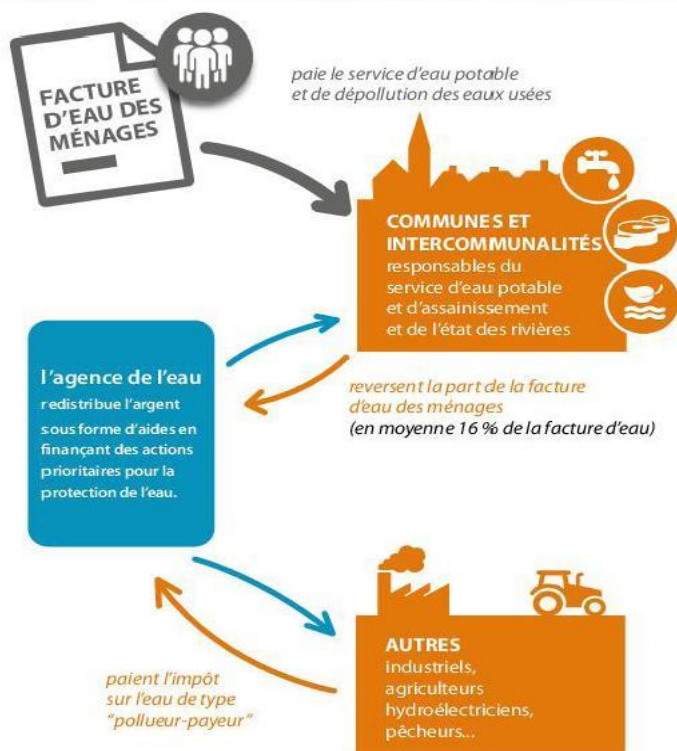 FACTURE
D'EAU DES
MÉNAGES
paie le service d'eau potable
et de dépollution des eaux usées
COMMUNES ET
INTERCOMMUNALITÉS
responsables du
service d'eau potable
et d'assainissement
et de l'état des rivières
l'agence de l'eau
redistribue l'argent
sous forme d'aides en
finançant des actions
prioritaires pour la
protection de l'eau.
reversent la part de la facture
d'eau des ménages
(en moyenne 16 % de la facture d'eau)
paient l'impôt
sur l'eau de type
"pollueur-payeur"
AUTRES
industriels,
agriculteurs
hydroélectriciens,
pêcheurs...